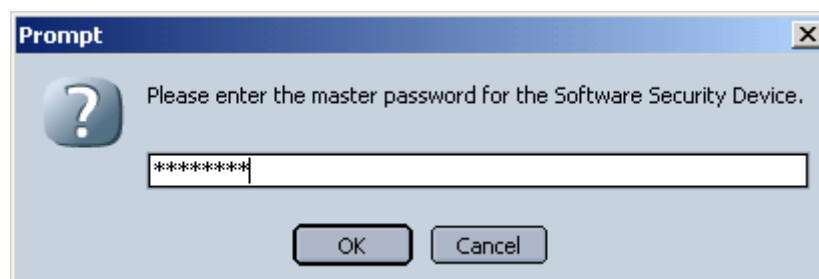 Prompt
Please enter the master password for the Software Security Device.
********
OK Cancel